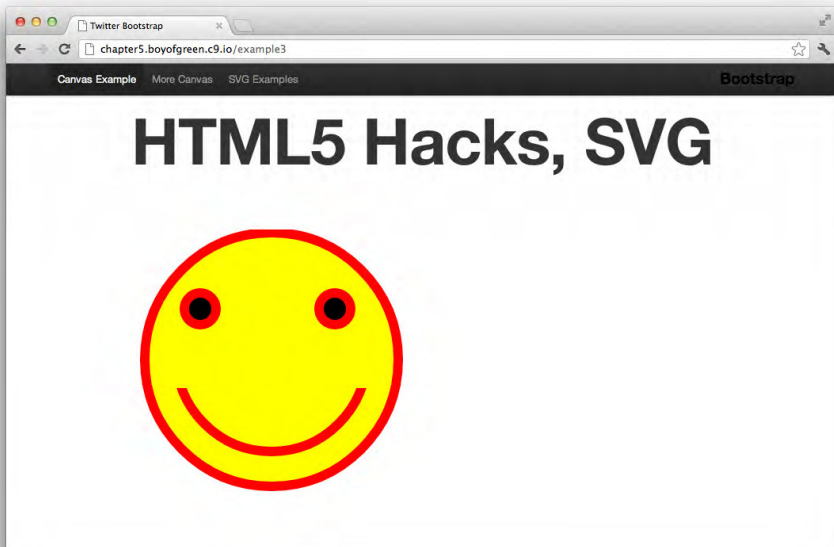 Twitter Bootstrap
chapter5.boyofgreen.c9.io/example3
Canvas Example More Canvas SVG Examples Bootstrap
HTML5 Hacks, SVG